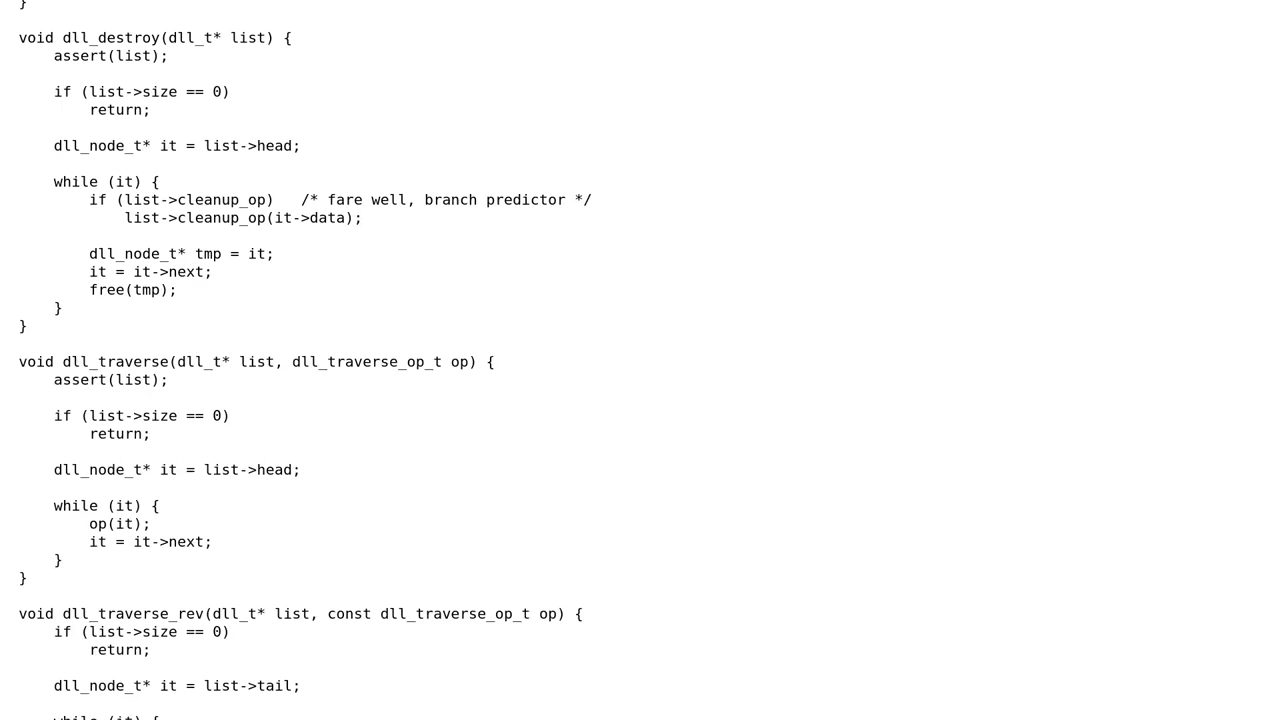 }

void dll_destroy(dll_t* list) {
    assert(list);

    if (list->size == 0)
        return;

    dll_node_t* it = list->head;

    while (it) {
        if (list->cleanup_op)   /* fare well, branch predictor */
            list->cleanup_op(it->data);

        dll_node_t* tmp = it;
        it = it->next;
        free(tmp);
    }
}

void dll_traverse(dll_t* list, dll_traverse_op_t op) {
    assert(list);

    if (list->size == 0)
        return;

    dll_node_t* it = list->head;

    while (it) {
        op(it);
        it = it->next;
    }
}

void dll_traverse_rev(dll_t* list, const dll_traverse_op_t op) {
    if (list->size == 0)
        return;

    dll_node_t* it = list->tail;

    while (it) {